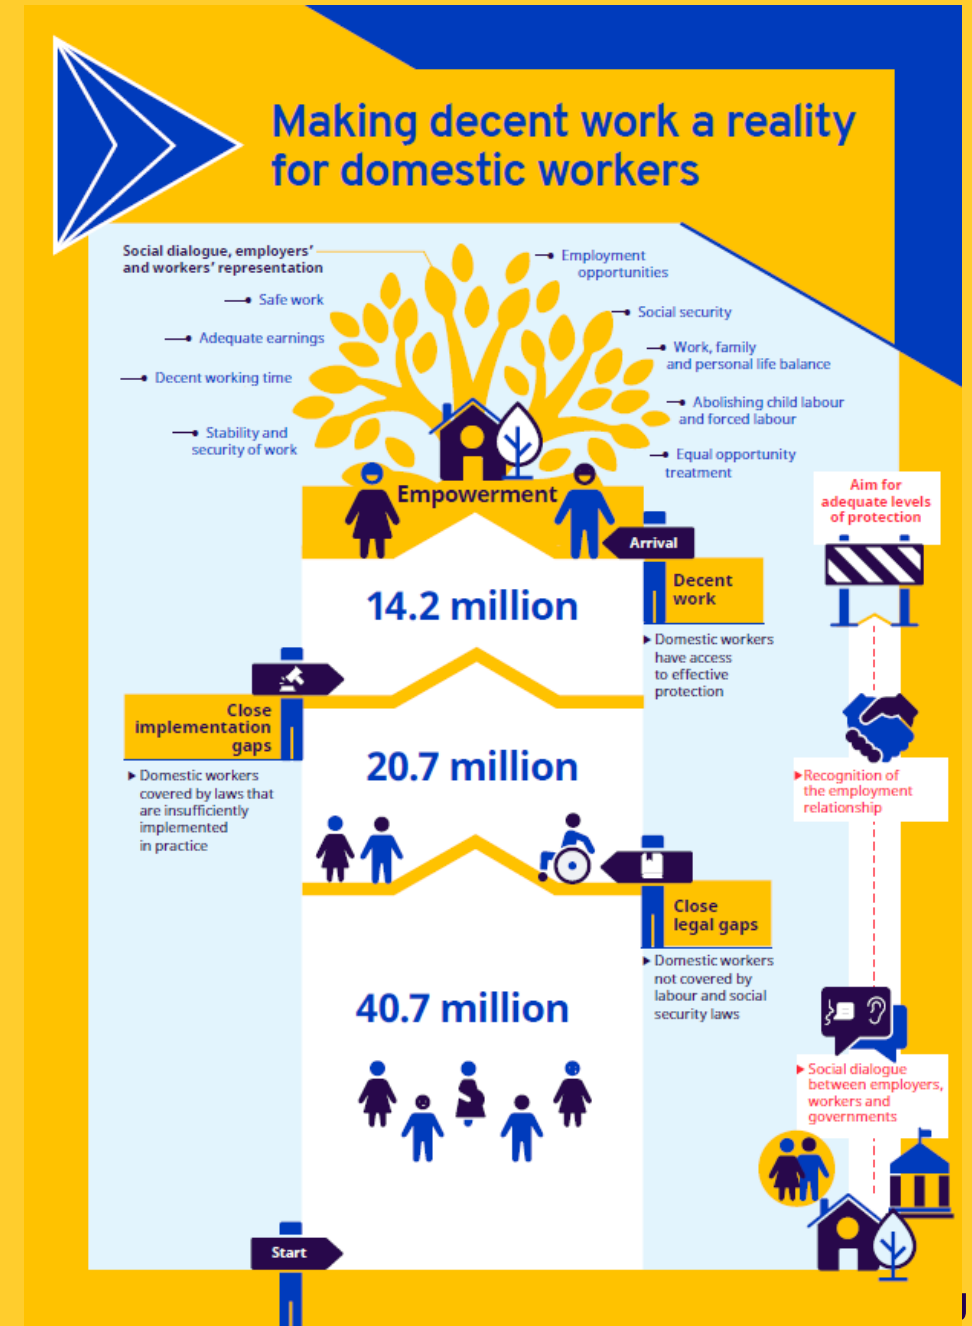 Making decent work a reality
for domestic workers
Social dialogue, employers’
and workers’ representation
Safe work
Adequate earnings
Decent working time
Stability and
security of work
Employment
opportunities
Social security
Work, family
and personal life balance
Abolishing child labour
and forced labour
Equal opportunity
treatment
Empowerment
Arrival
14.2 million
Decent
work
Domestic workers
have access
to effective
protection
Close
implementation
gaps
Domestic workers
covered by laws that
are insufficiently
implemented
in practice
20.7 million
Close
legal gaps
Domestic workers
not covered by
labour and social
security laws
40.7 million
Start
Aim for
adequate levels
of protection
Recognition of
the employment
relationship
Social dialogue
between employers,
workers and
governments